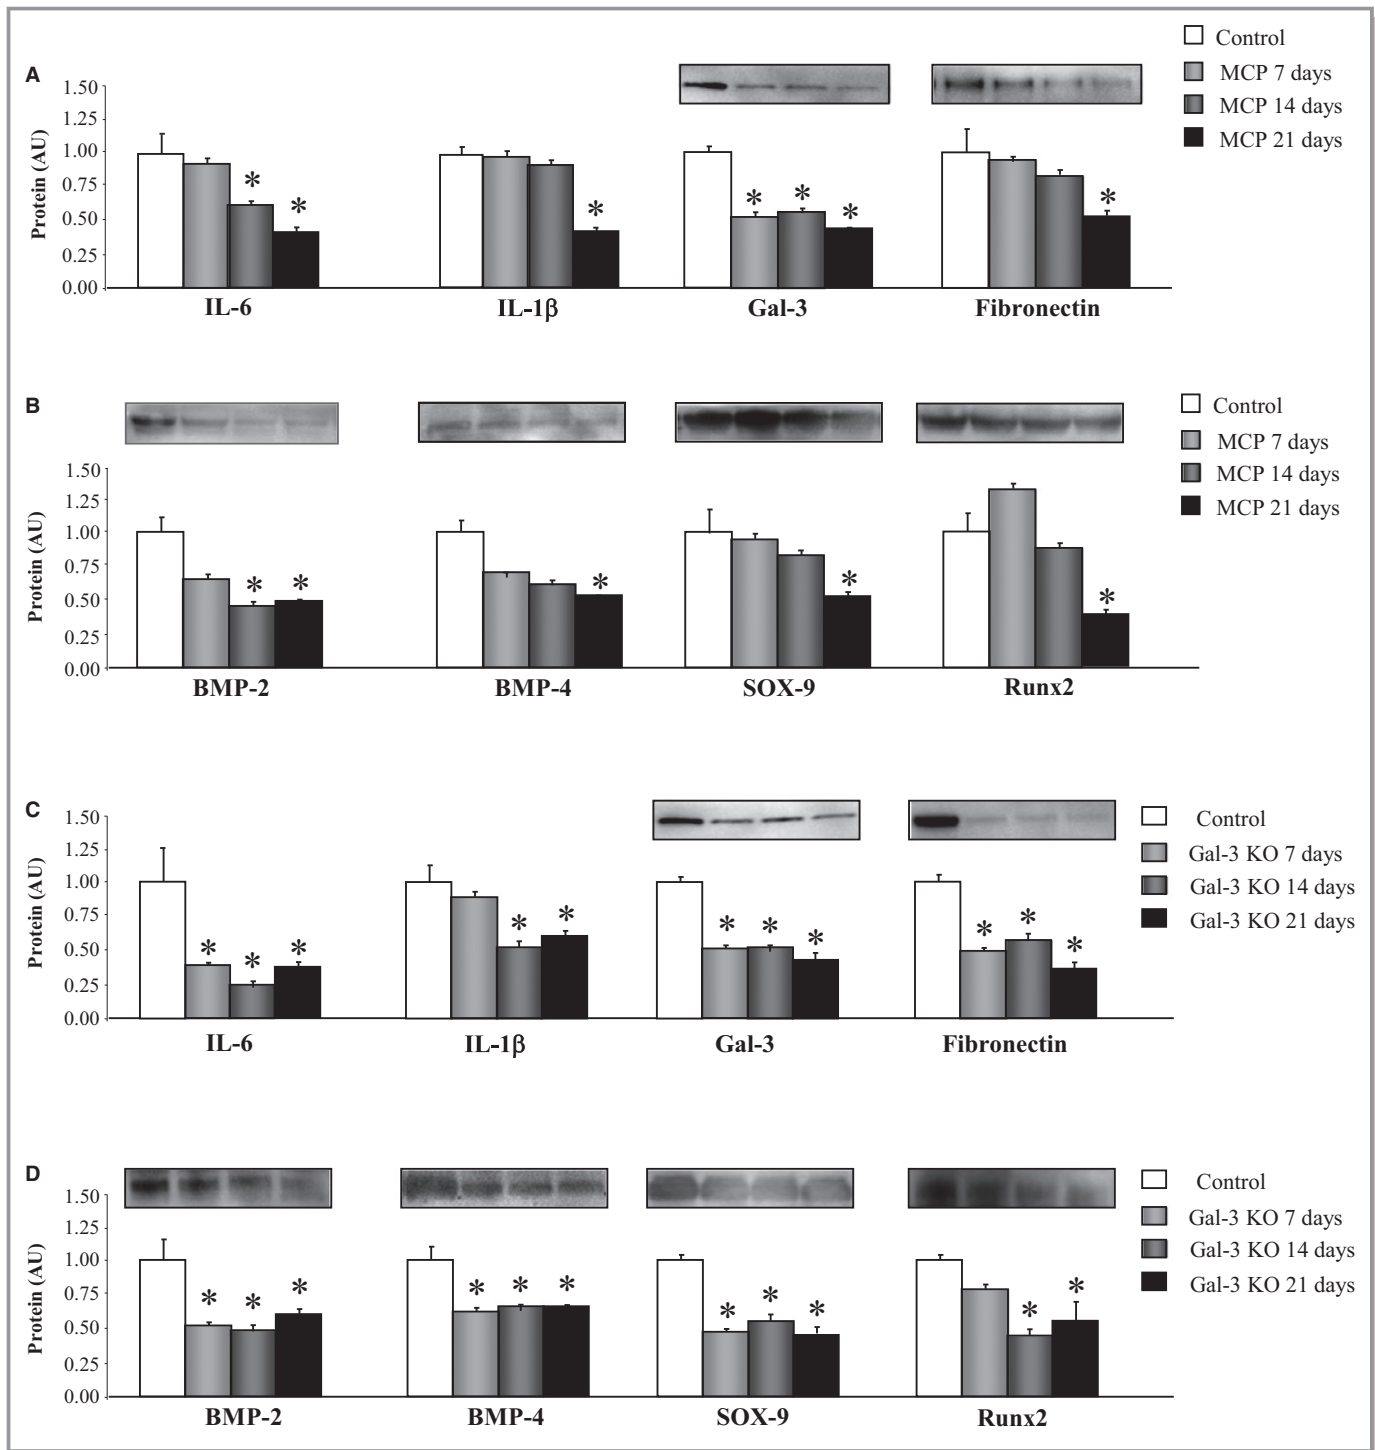 A
Control
MCP 7 days
MCP 14 days
MCP 21 days
Protein (AU)
1.50
1.25
1.00
0.75
0.50
0.25
0.00
* * * * * * *
IL-6 IL-1β Gal-3 Fibronectin
B
Control
MCP 7 days
MCP 14 days
MCP 21 days
Protein (AU)
1.50
1.25
1.00
0.75
0.50
0.25
0.00
* * * * *
BMP-2 BMP-4 SOX-9 Runx2
C
Control
Gal-3 KO 7 days
Gal-3 KO 14 days
Gal-3 KO 21 days
Protein (AU)
1.50
1.25
1.00
0.75
0.50
0.25
0.00
* * * * * * * * * * *
IL-6 IL-1β Gal-3 Fibronectin
D
Control
Gal-3 KO 7 days
Gal-3 KO 14 days
Gal-3 KO 21 days
Protein (AU)
1.50
1.25
1.00
0.75
0.50
0.25
0.00
* * * * * * * * * * *
BMP-2 BMP-4 SOX-9 Runx2